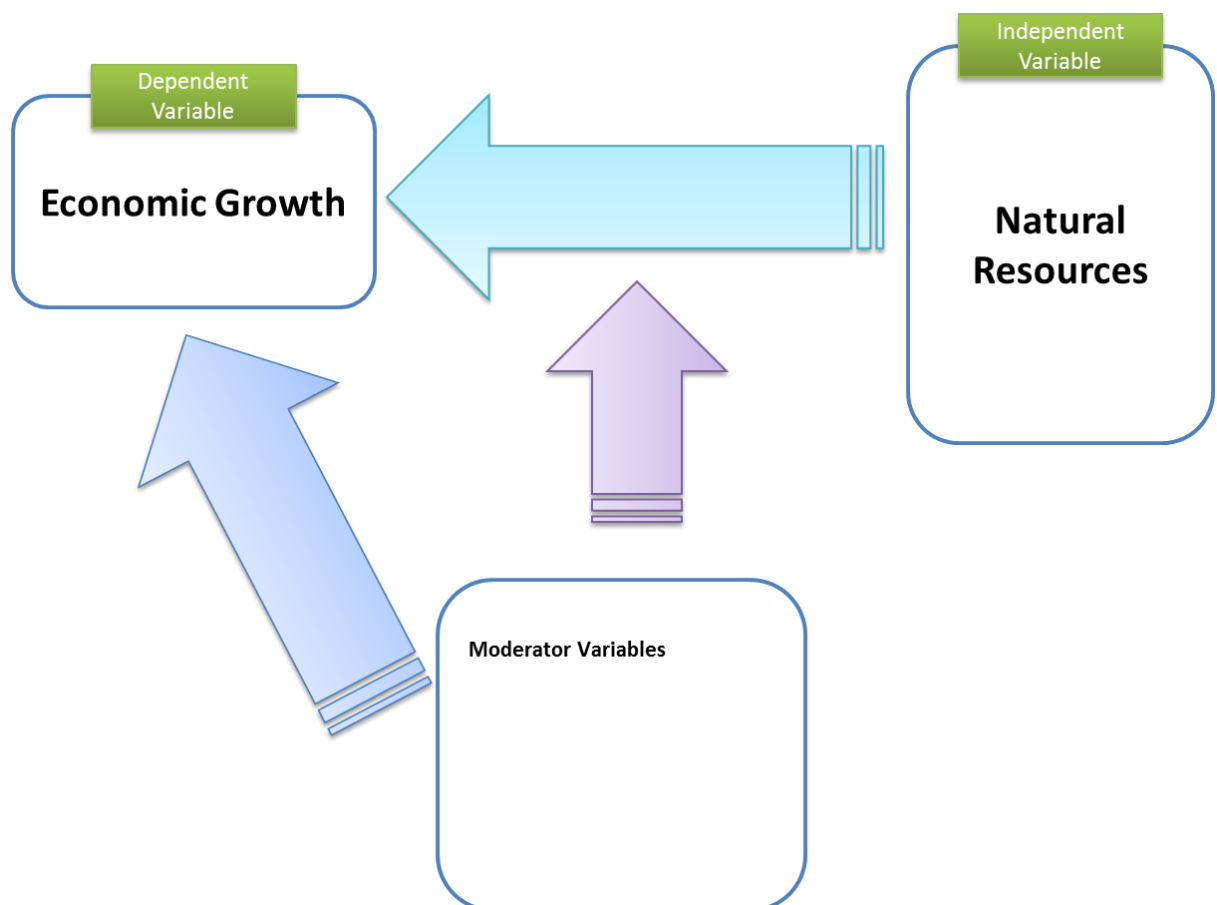 Dependent
Variable
Economic Growth
Independent
Variable
Natural
Resources
Moderator Variables